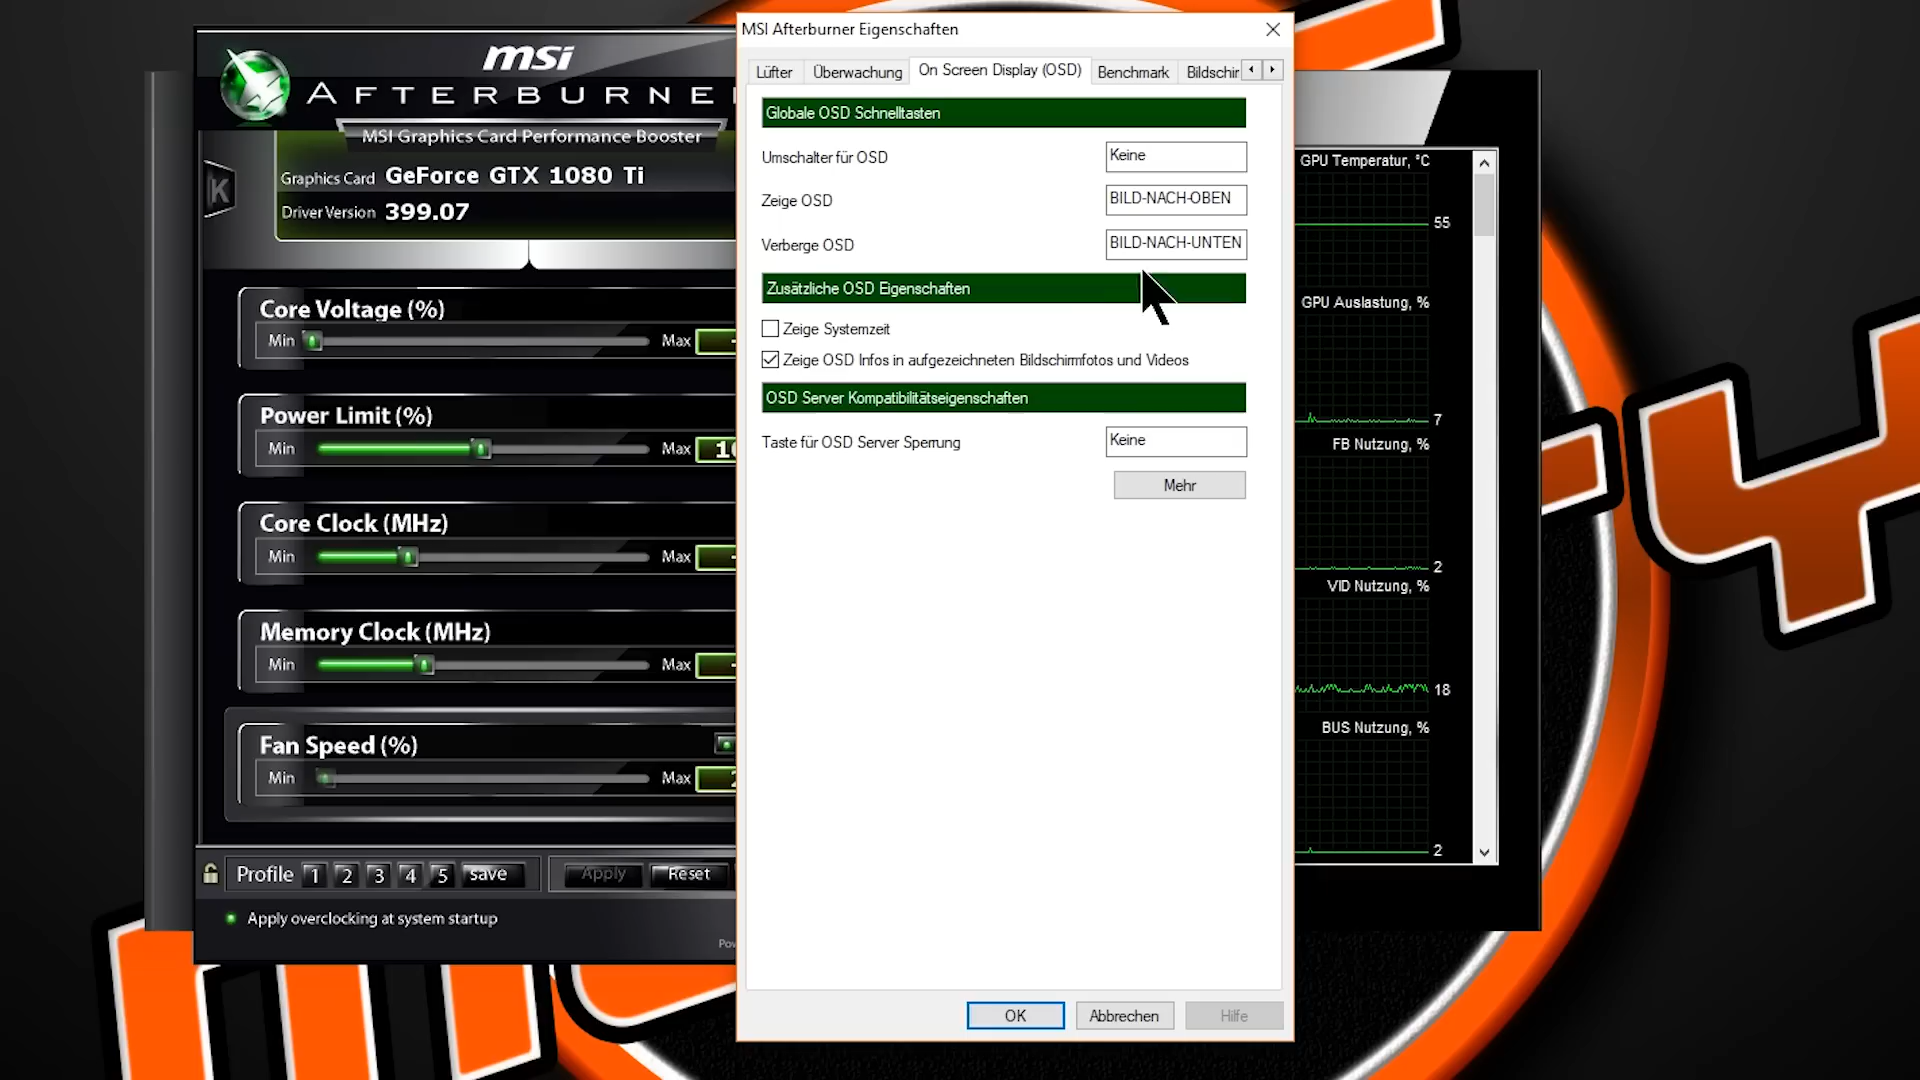 msi
AFTERBURNER
MSI Graphics Card Performance Booster
K
Graphics Card GeForce GTX 1080 Ti
Driver Version 399.07
Core Voltage (%)
Min Max
Power Limit (%)
Min Max
Core Clock (MHz)
Min Max
Memory Clock (MHz)
Min Max
Fan Speed (%)
Min Max
Profile 1 2 3 4 5 save Apply Reset
Apply overclocking at system startup
MSI Afterburner Eigenschaften
Lüfter Überwachung On Screen Display (OSD) Benchmark Bildschir
Globale OSD Schnelltasten
Umschalter für OSD Keine
Zeige OSD BILD-NACH-OBEN
Verberge OSD BILD-NACH-UNTEN
Zusätzliche OSD Eigenschaften
Zeige Systemzeit
Zeige OSD Infos in aufgezeichneten Bildschirmfotos und Videos
OSD Server Kompatibilitätseigenschaften
Taste für OSD Server Sperrung Keine
Mehr
OK Abbrechen Hilfe
GPU Temperatur, °C
55
GPU Auslastung, %
7
FB Nutzung, %
2
VID Nutzung, %
18
BUS Nutzung, %
2